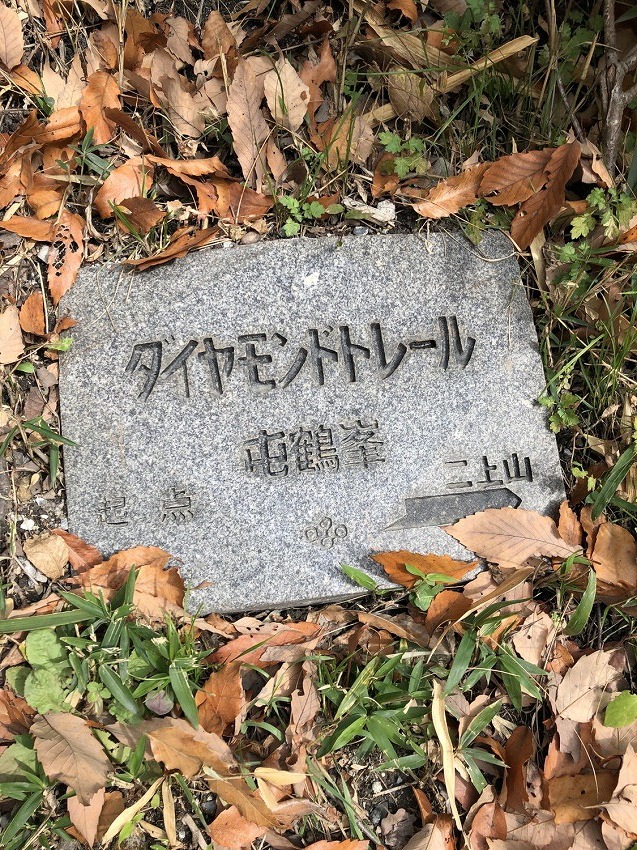 ダイヤモンドトレール
屯鶴峯
二上山
起点